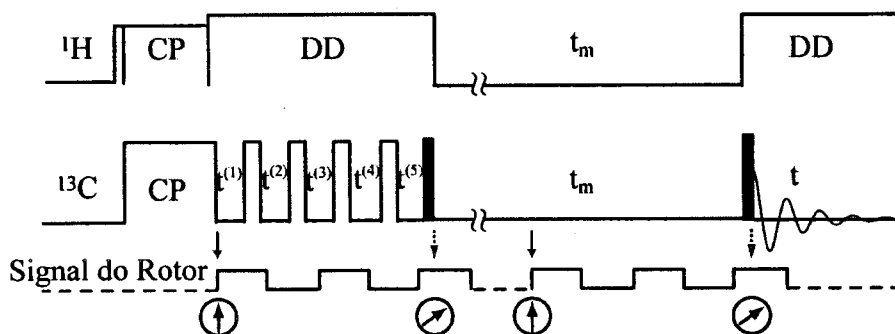 ¹H CP DD tₘ DD
¹³C CP t⁽¹⁾ t⁽²⁾ t⁽³⁾ t⁽⁴⁾ t⁽⁵⁾ tₘ t
Signal do Rotor